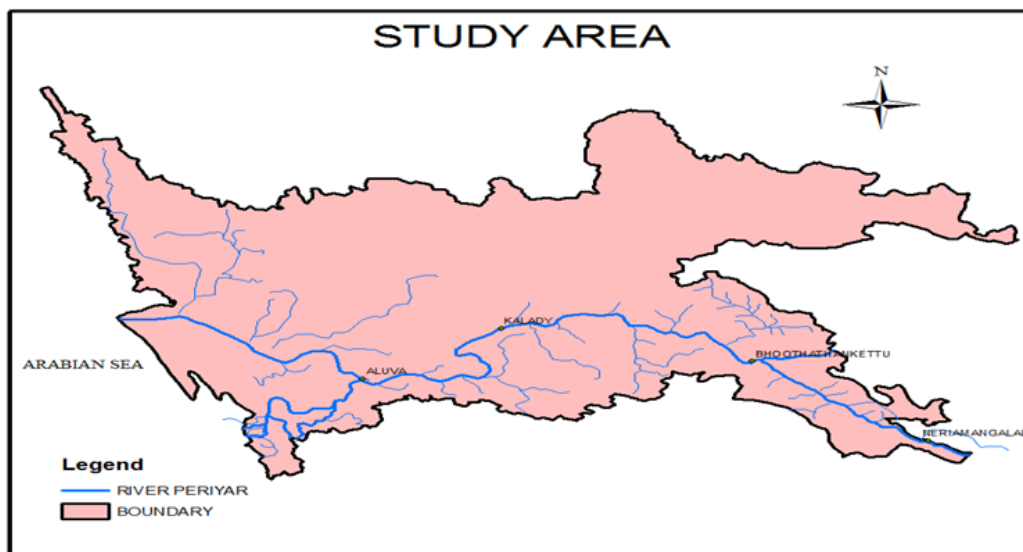 STUDY AREA
N
KALADY
BHOOTHATHANKETTU
ARABIAN SEA
ALUVA
NERIAMANGALAM
Legend
RIVER PERIYAR
BOUNDARY